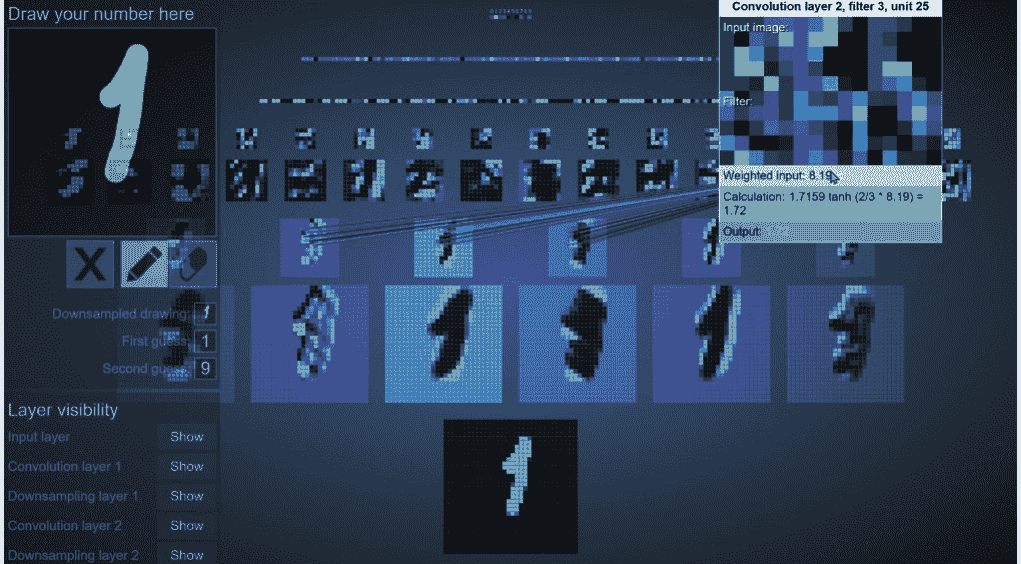 Draw your number here
0123456789
Convolution layer 2, filter 3, unit 25
Input image:
Filter:
Weighted input: 8.19
Calculation: 1.7159 tanh (2/3 * 8.19) =
1.72
Output:
1
X
Downsampled drawing: 1
First guess: 1
Second guess: 9
Layer visibility
Input layer Show
Convolution layer 1 Show
Downsampling layer 1 Show
Convolution layer 2 Show
Downsampling layer 2 Show